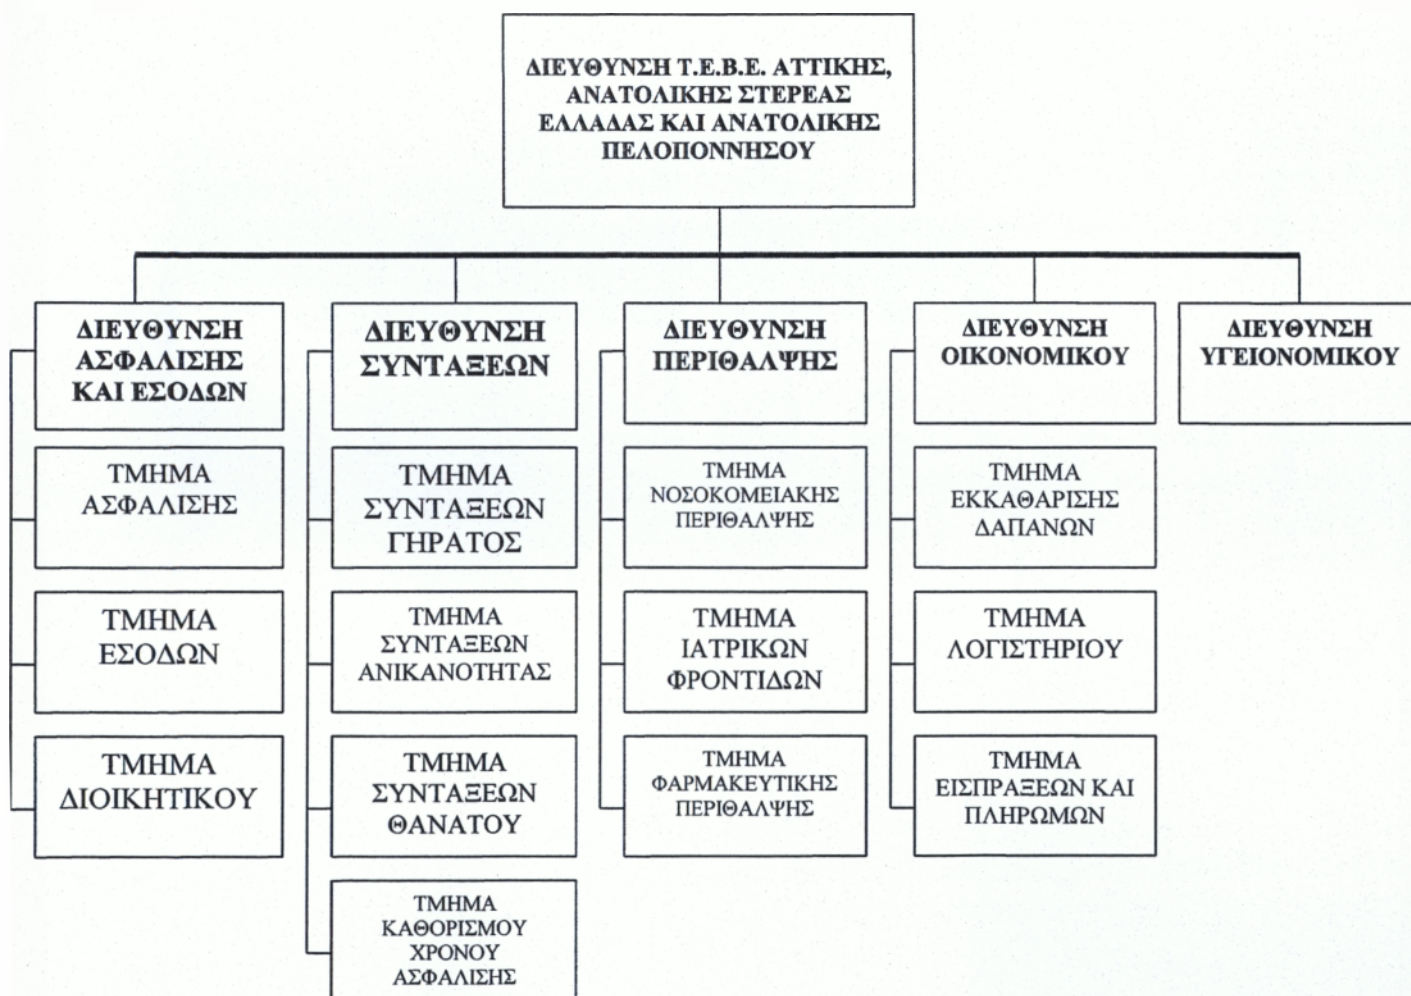 ΔΙΕΥΘΥΝΣΗ Τ.Ε.Β.Ε. ΑΤΤΙΚΗΣ,
ΑΝΑΤΟΛΙΚΗΣ ΣΤΕΡΕΑΣ
ΕΛΛΑΔΑΣ ΚΑΙ ΑΝΑΤΟΛΙΚΗΣ
ΠΕΛΟΠΟΝΝΗΣΟΥ
ΔΙΕΥΘΥΝΣΗ
ΑΣΦΑΛΙΣΗΣ
ΚΑΙ ΕΣΟΔΩΝ
ΤΜΗΜΑ
ΑΣΦΑΛΙΣΗΣ
ΤΜΗΜΑ
ΕΣΟΔΩΝ
ΤΜΗΜΑ
ΔΙΟΙΚΗΤΙΚΟΥ
ΔΙΕΥΘΥΝΣΗ
ΣΥΝΤΑΞΕΩΝ
ΤΜΗΜΑ
ΣΥΝΤΑΞΕΩΝ
ΓΗΡΑΤΟΣ
ΤΜΗΜΑ
ΣΥΝΤΑΞΕΩΝ
ΑΝΙΚΑΝΟΤΗΤΑΣ
ΤΜΗΜΑ
ΣΥΝΤΑΞΕΩΝ
ΘΑΝΑΤΟΥ
ΤΜΗΜΑ
ΚΑΘΟΡΙΣΜΟΥ
ΧΡΟΝΟΥ
ΑΣΦΑΛΙΣΗΣ
ΔΙΕΥΘΥΝΣΗ
ΠΕΡΙΘΑΛΨΗΣ
ΤΜΗΜΑ
ΝΟΣΟΚΟΜΕΙΑΚΗΣ
ΠΕΡΙΘΑΛΨΗΣ
ΤΜΗΜΑ
ΙΑΤΡΙΚΩΝ
ΦΡΟΝΤΙΔΩΝ
ΤΜΗΜΑ
ΦΑΡΜΑΚΕΥΤΙΚΗΣ
ΠΕΡΙΘΑΛΨΗΣ
ΔΙΕΥΘΥΝΣΗ
ΟΙΚΟΝΟΜΙΚΟΥ
ΤΜΗΜΑ
ΕΚΚΑΘΑΡΙΣΗΣ
ΔΑΠΑΝΩΝ
ΤΜΗΜΑ
ΛΟΓΙΣΤΗΡΙΟΥ
ΤΜΗΜΑ
ΕΙΣΠΡΑΞΕΩΝ ΚΑΙ
ΠΛΗΡΩΜΩΝ
ΔΙΕΥΘΥΝΣΗ
ΥΓΕΙΟΝΟΜΙΚΟΥ